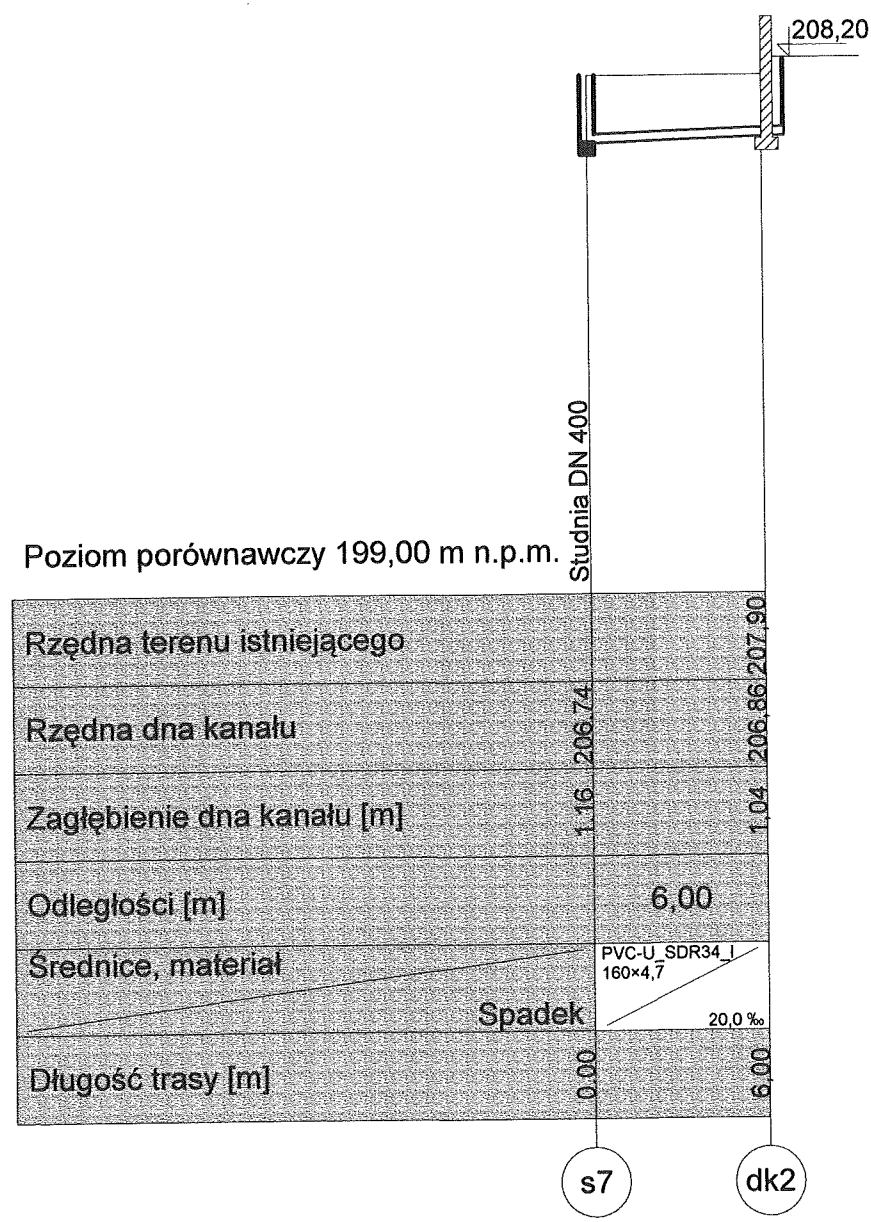 208,20
Studnia DN 400
Poziom porównawczy 199,00 m n.p.m.
Rzędna terenu istniejącego
207,90
Rzędna dna kanału
206,74
206,86
Zagłębienie dna kanału [m]
1,16
1,04
Odległości [m]
6,00
Średnice, materiał
Spadek
PVC-U_SDR34_I
160×4,7
20,0 ‰
Długość trasy [m]
0,00
6,00
s7
dk2